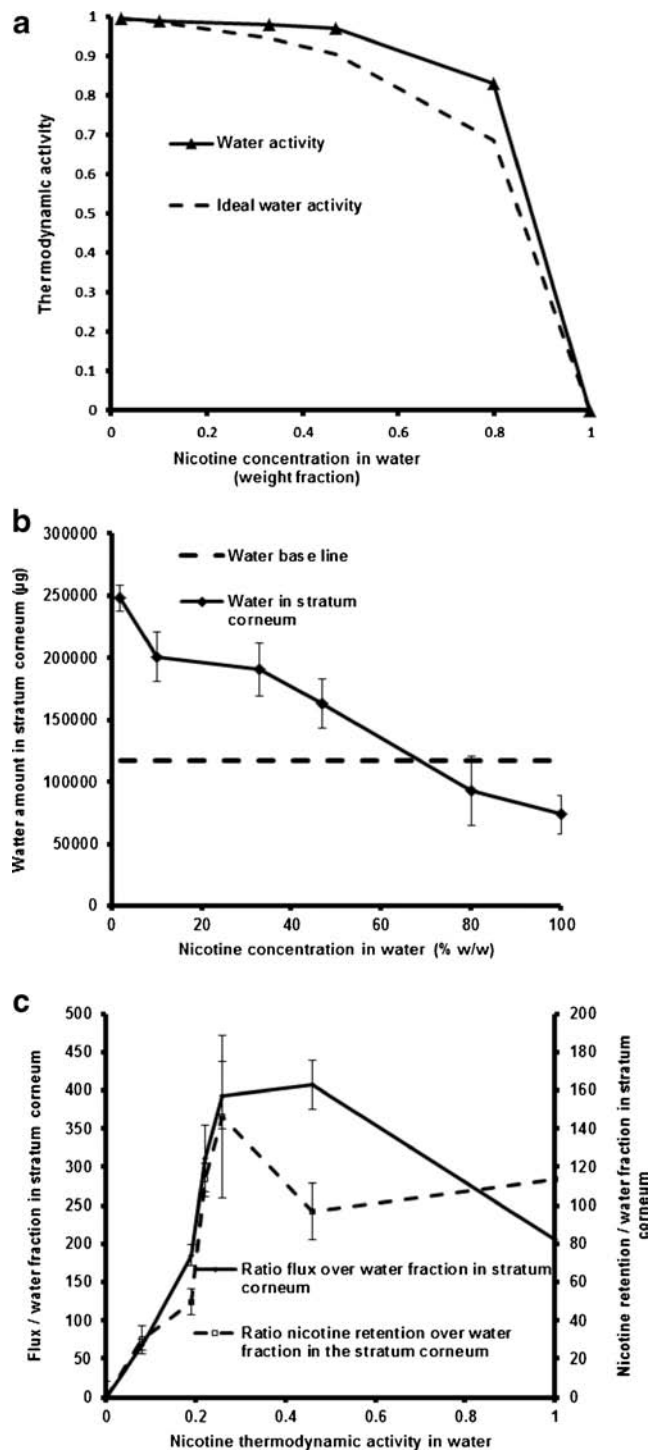 a
Thermodynamic activity
1
0.9
0.8
0.7
0.6
0.5
0.4
0.3
0.2
0.1
0
Water activity
Ideal water activity
0 0.2 0.4 0.6 0.8 1
Nicotine concentration in water
(weight fraction)
b
Watter amount in stratum corneum (µg)
300000
250000
200000
150000
100000
50000
0
Water base line
Water in stratum
corneum
0 20 40 60 80 100
Nicotine concentration in water (% w/w)
c
Flux / water fraction in stratum corneum
500
450
400
350
300
250
200
150
100
50
0
Ratio flux over water fraction in stratum
corneum
Ratio nicotine retention over water
fraction in the stratum corneum
200
180
160
140
120
100
80
60
40
20
0
Nicotine retention / water fraction in stratum
corneum
0 0.2 0.4 0.6 0.8 1
Nicotine thermodynamic activity in water